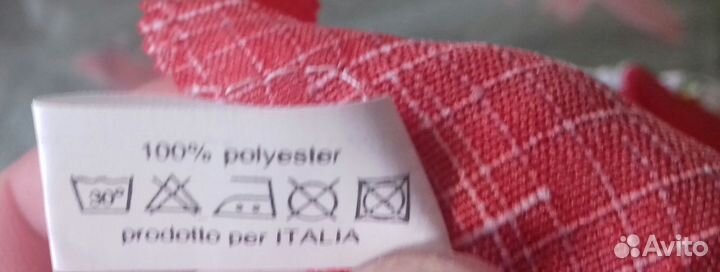 100% polyester
30°
prodotto per ITALIA
Avito